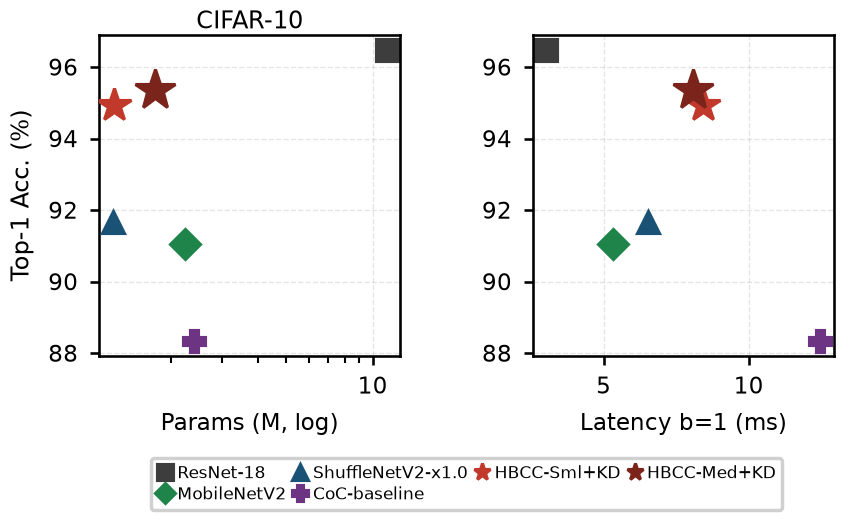 CIFAR-10
Top-1 Acc. (%)
96
94
92
90
88
10
Params (M, log)
96
94
92
90
88
5 10
Latency b=1 (ms)
ResNet-18 ShuffleNetV2-x1.0 HBCC-Sml+KD HBCC-Med+KD
MobileNetV2 CoC-baseline